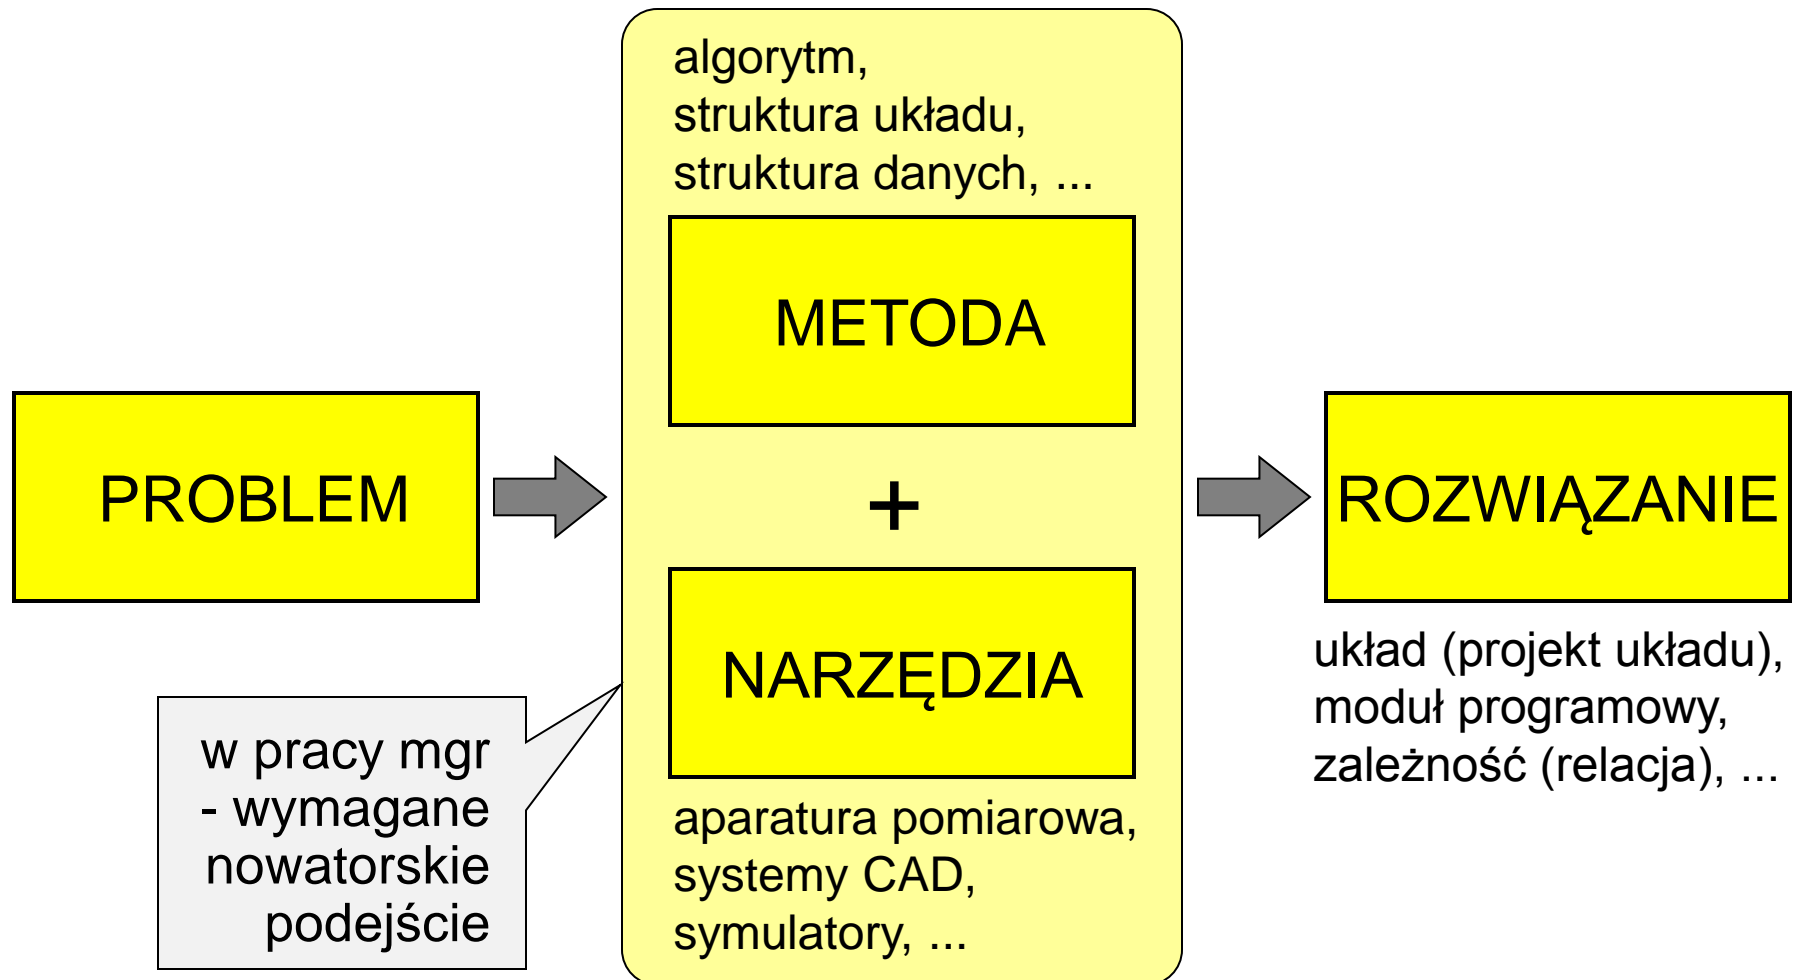 PROBLEM
algorytm,
struktura układu,
struktura danych, ...
METODA
+
NARZĘDZIA
aparatura pomiarowa,
systemy CAD,
symulatory, ...
w pracy mgr
- wymagane
nowatorskie
podejście
ROZWIĄZANIE
układ (projekt układu),
moduł programowy,
zależność (relacja), ...